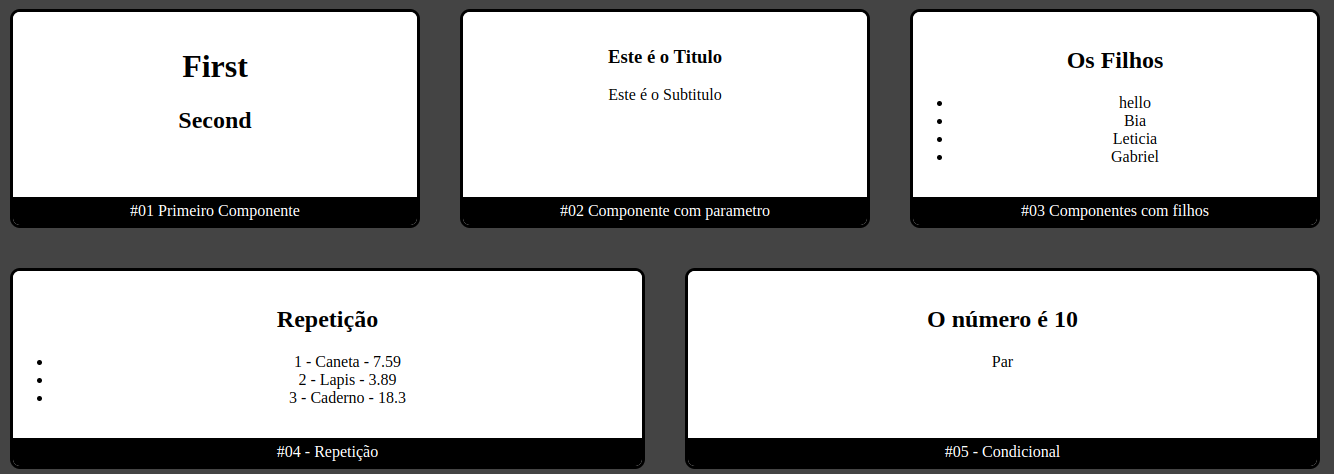 First
Second
#01 Primeiro Componente
Este é o Titulo
Este é o Subtitulo
#02 Componente com parametro
Os Filhos
hello
Bia
Leticia
Gabriel
#03 Componentes com filhos
Repetição
1 - Caneta - 7.59
2 - Lapis - 3.89
3 - Caderno - 18.3
#04 - Repetição
O número é 10
Par
#05 - Condicional